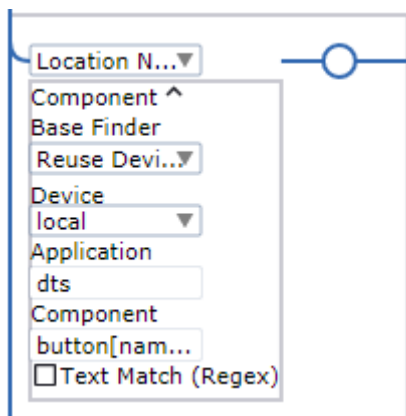 Location N...
Component ^
Base Finder
Reuse Devi...
Device
local
Application
dts
Component
button[nam...
Text Match (Regex)